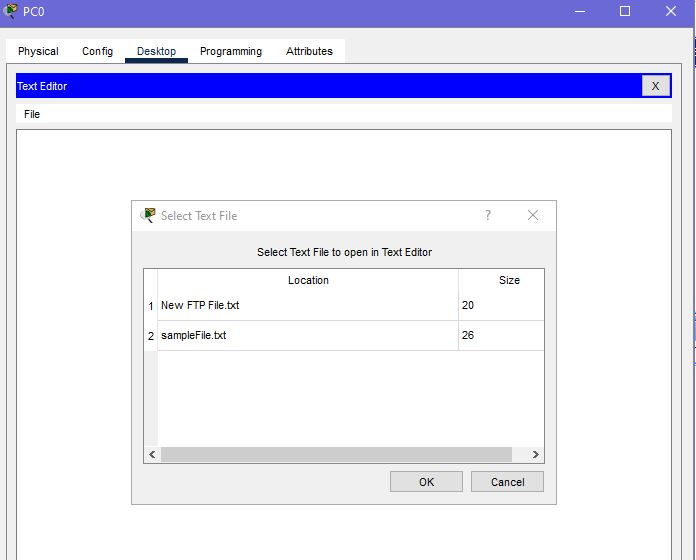 PC0
Physical Config Desktop Programming Attributes
Text Editor X
File
Select Text File ?
Select Text File to open in Text Editor
Location Size
1 New FTP File.txt 20
2 sampleFile.txt 26
OK Cancel